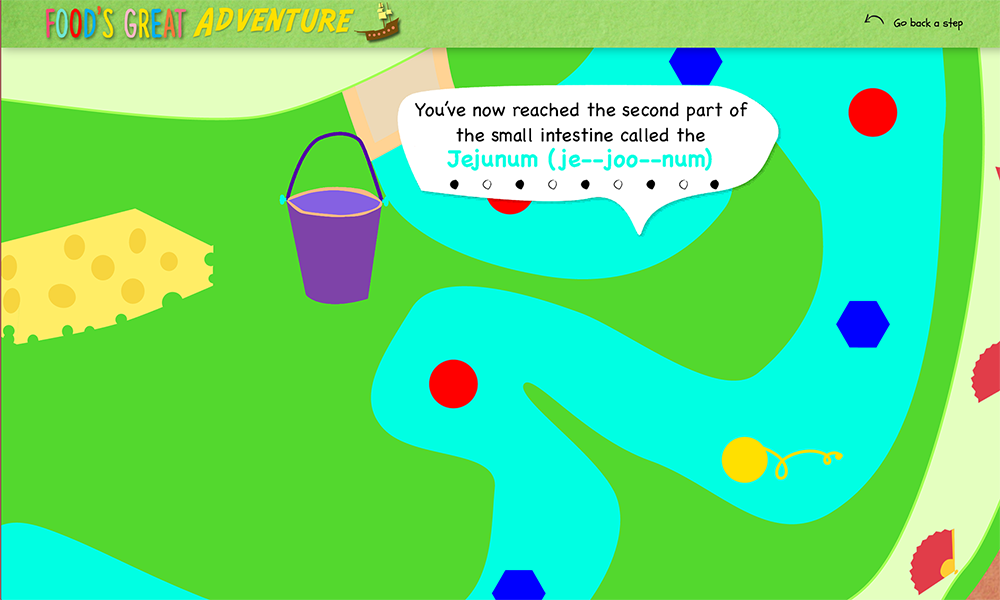 FOOD'S GREAT ADVENTURE
Go back a step
You've now reached the second part of
the small intestine called the
Jejunum (je--joo--num)